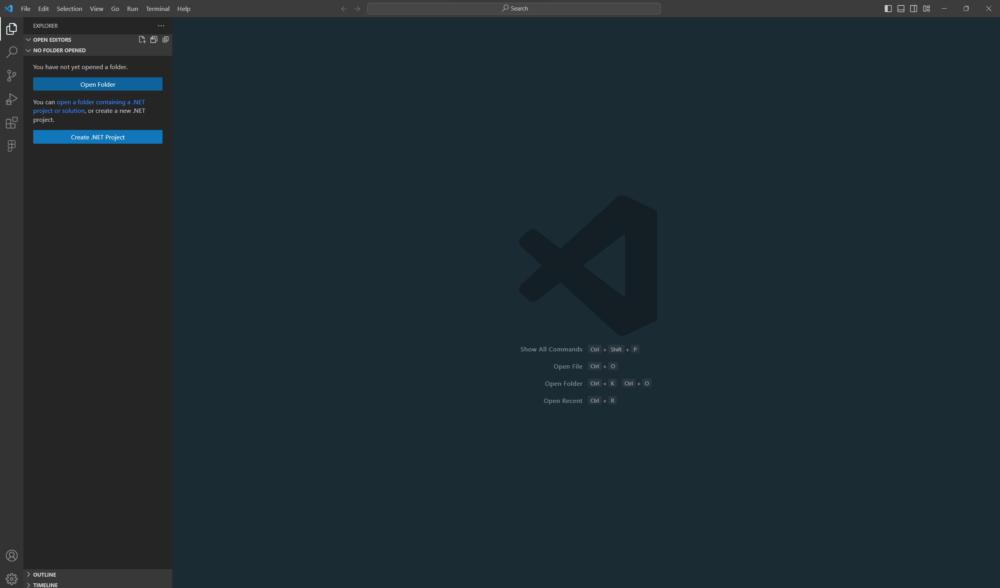 File Edit Selection View Go Run Terminal Help
Search
EXPLORER
OPEN EDITORS
NO FOLDER OPENED
You have not yet opened a folder.
Open Folder
You can open a folder containing a .NET
project or solution, or create a new .NET
project.
Create .NET Project
Show All Commands Ctrl + Shift + P
Open File Ctrl + O
Open Folder Ctrl + K Ctrl + O
Open Recent Ctrl + R
OUTLINE
TIMELINE